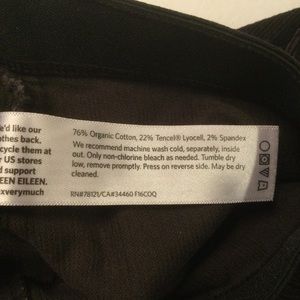 e'd like our
othes back.
cycle them at
r US stores
d support
EEN EILEEN.
xverymuch
76% Organic Cotton, 22% Tencel® Lyocell, 2% Spandex
We recommend machine wash cold, separately, inside
out. Only non-chlorine bleach as needed. Tumble dry
low, remove promptly. Press on reverse side. May be dry
cleaned.
RN#78121/CA#34460 F16COQ